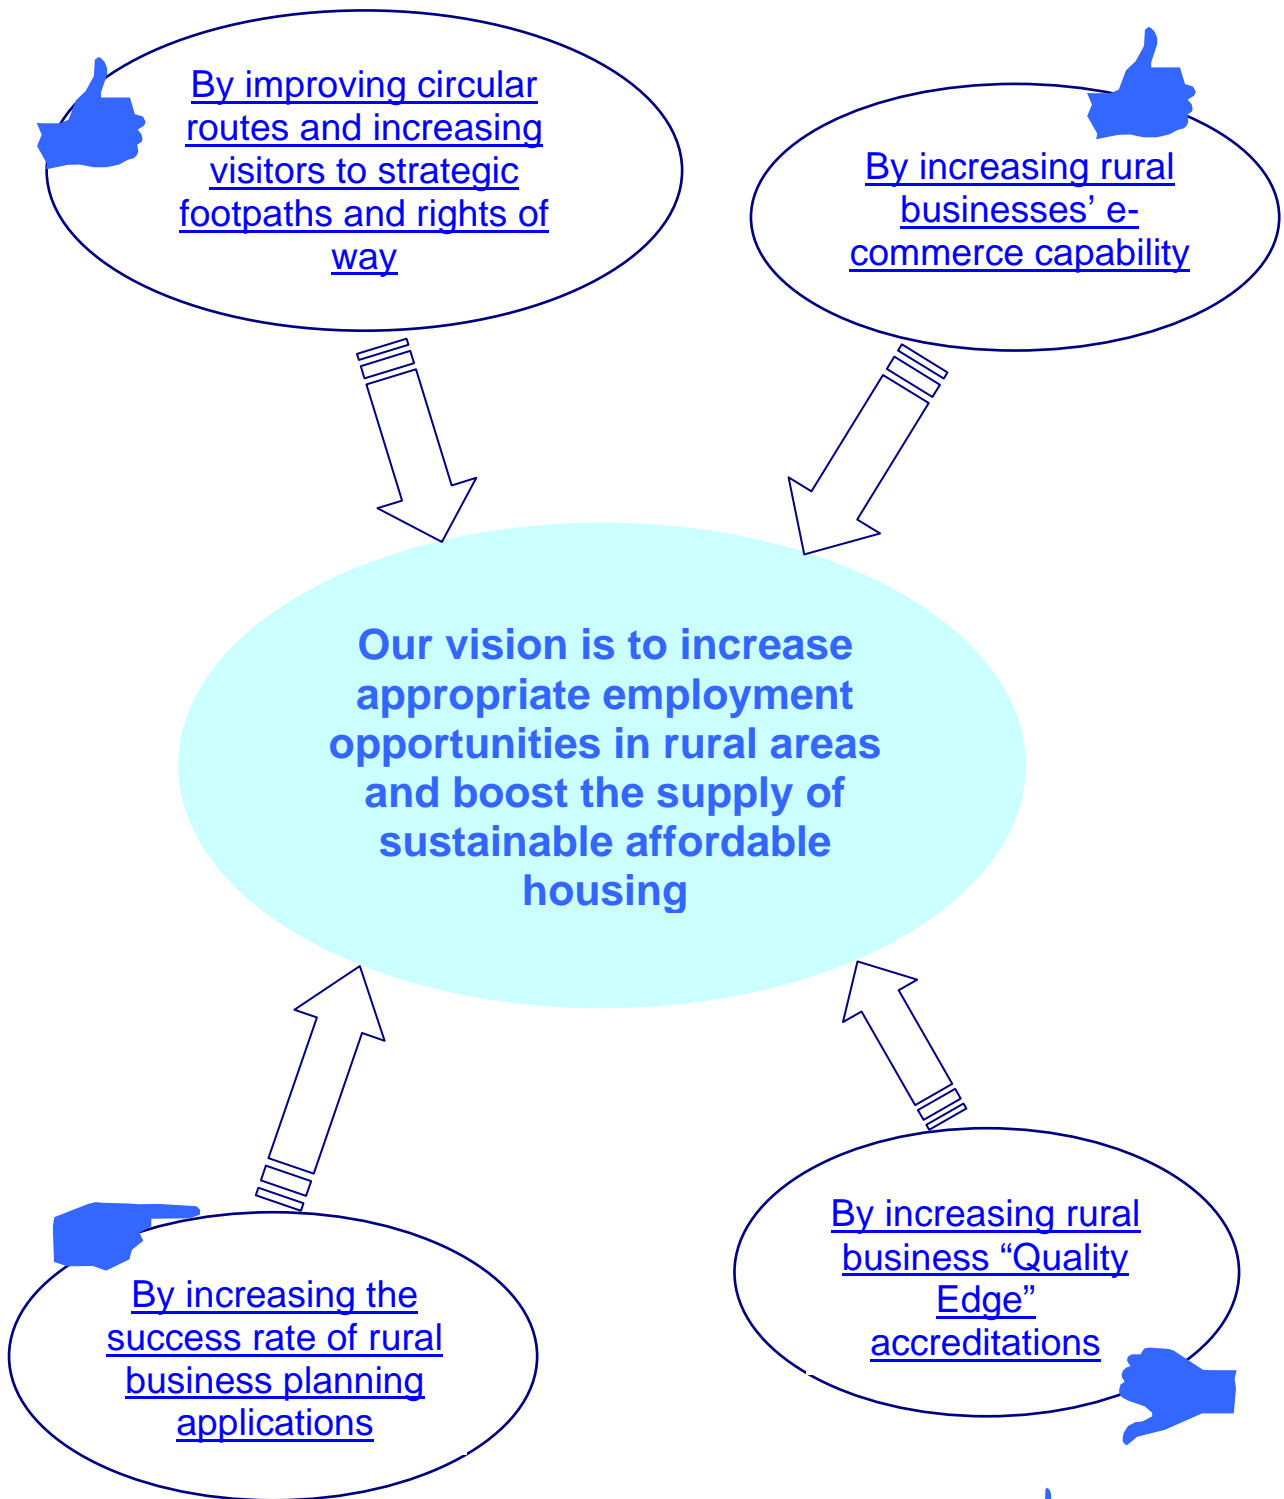 By improving circular
routes and increasing
visitors to strategic
footpaths and rights of
way
By increasing rural
businesses’ e-
commerce capability
Our vision is to increase
appropriate employment
opportunities in rural areas
and boost the supply of
sustainable affordable
housing
By increasing the
success rate of rural
business planning
applications
By increasing rural
business “Quality
Edge”
accreditations